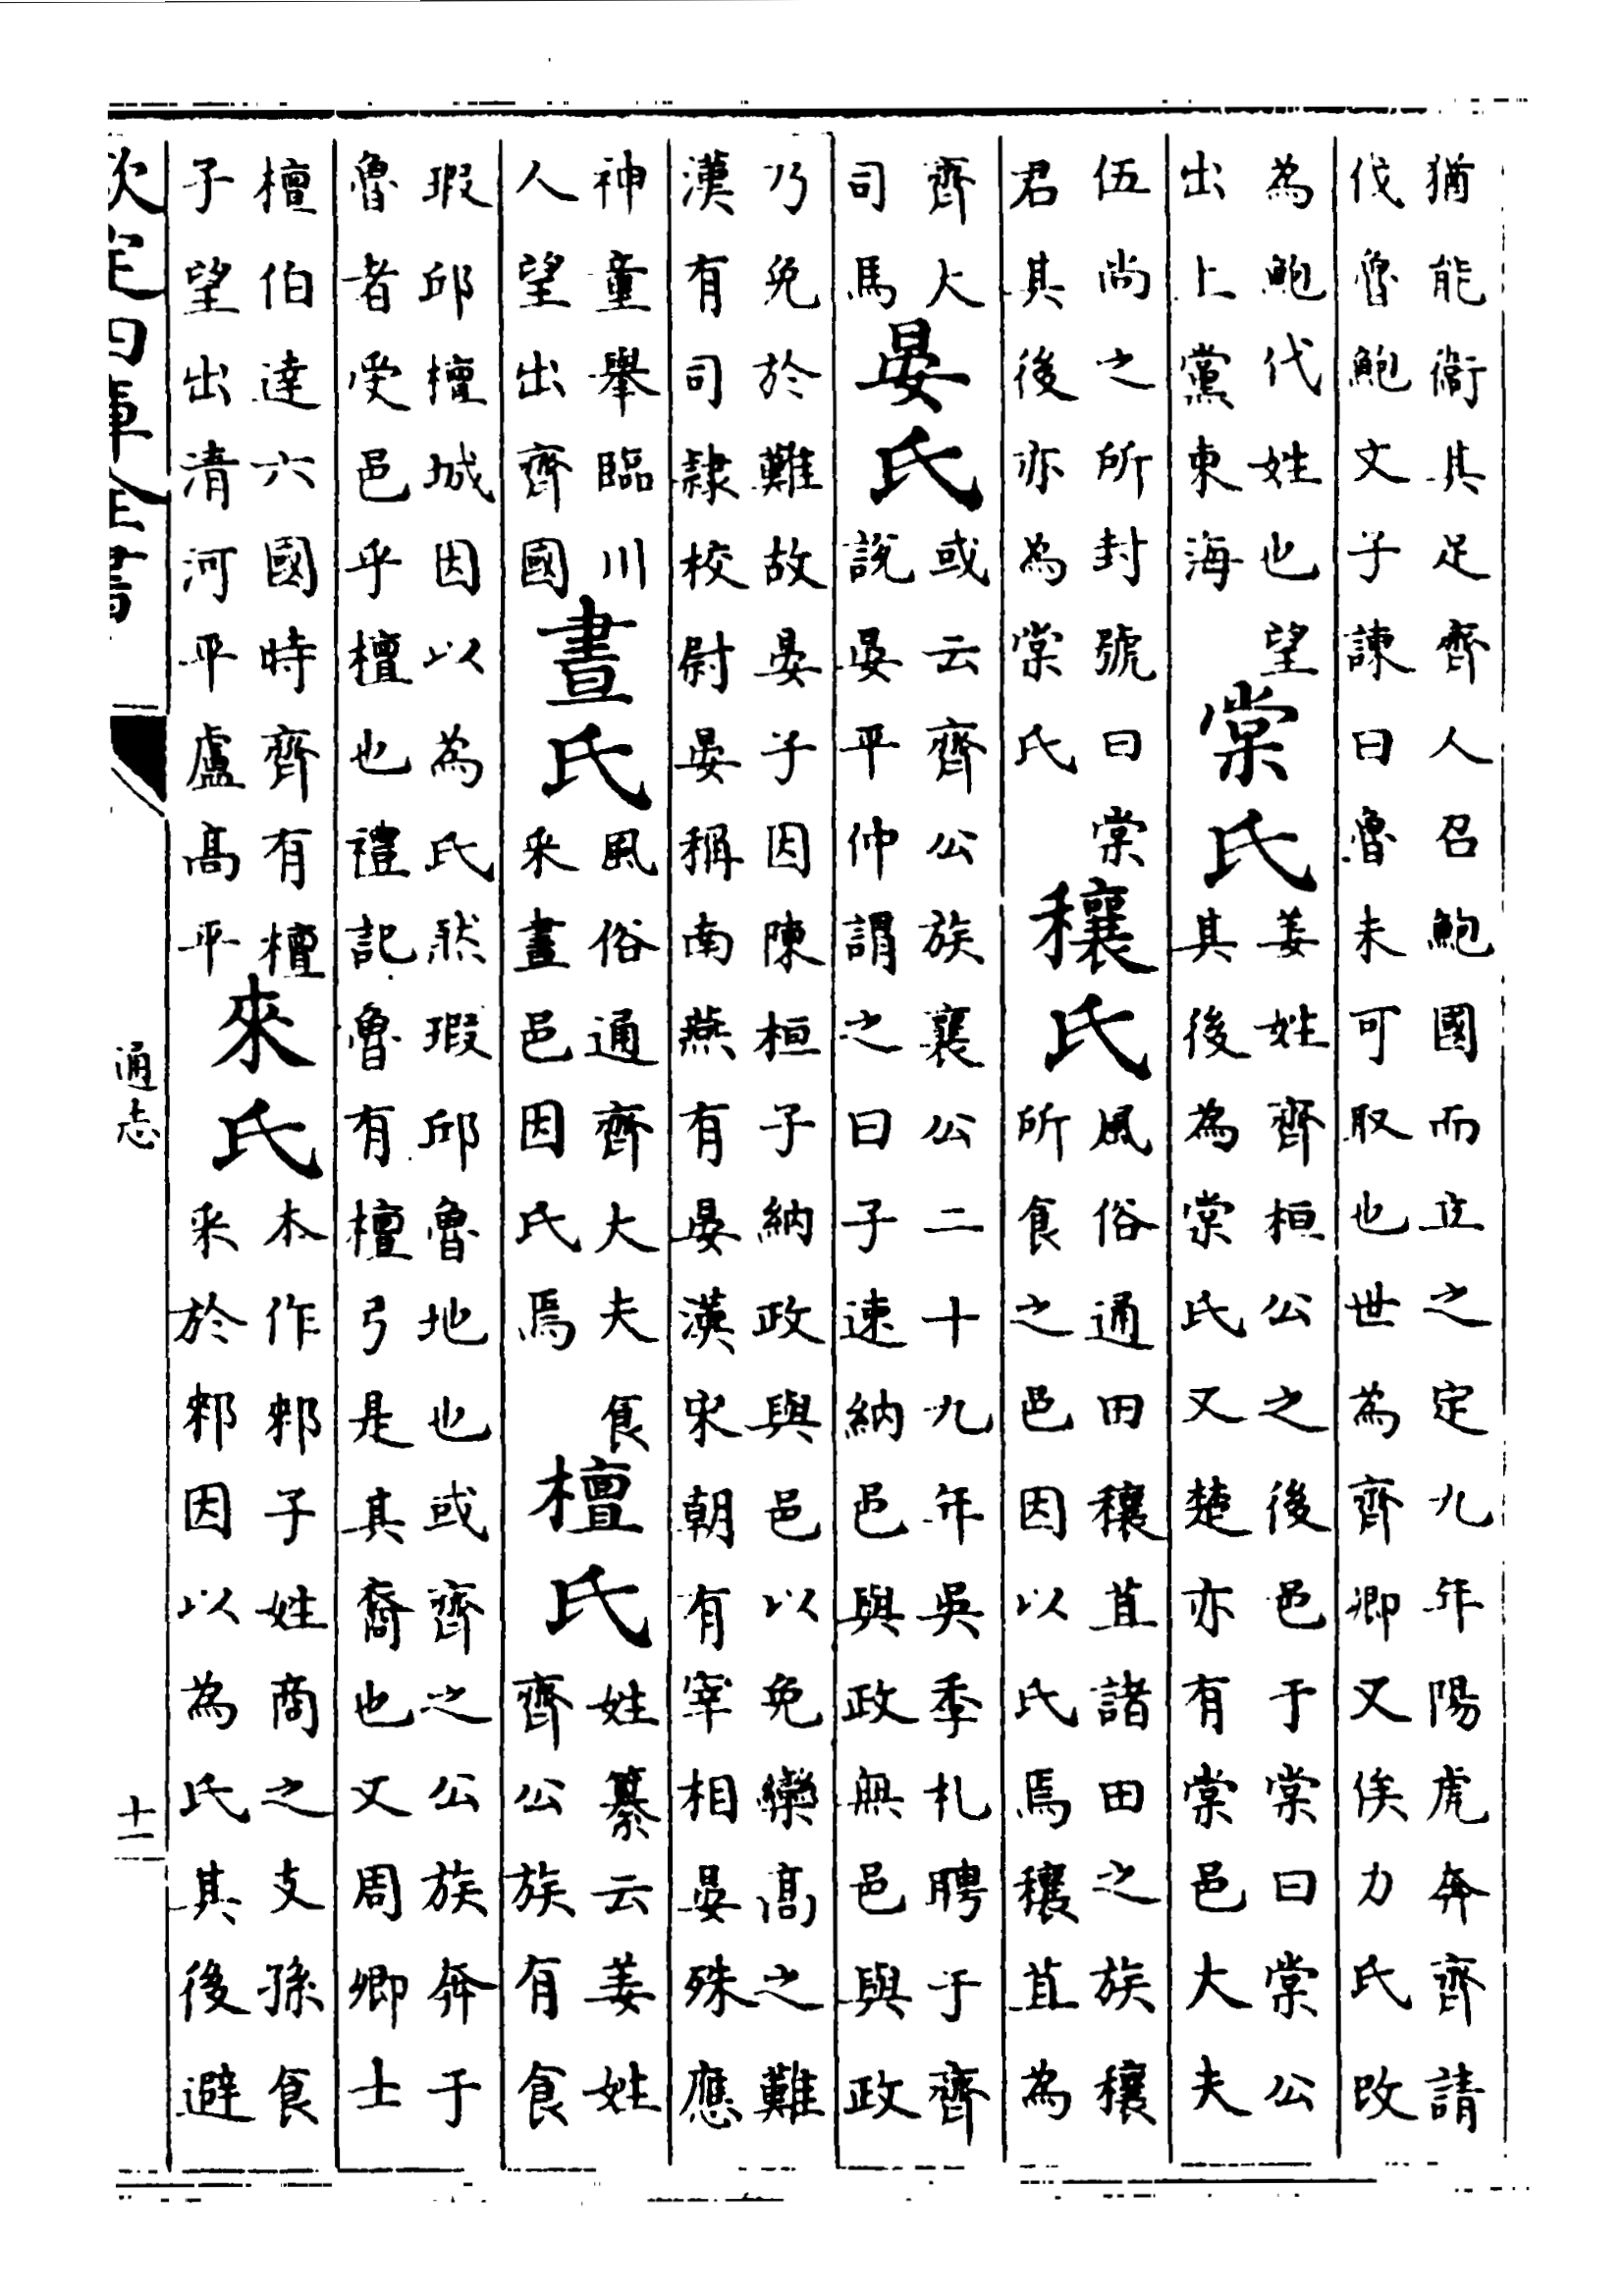 猶能衛其足齊人召鮑國而立之定九年陽虎奔齊請
伐魯鮑文子諫曰魯未可取也世為齊卿又俟力氏改
為鮑代姓也望
出上黨東海
棠氏
姜姓齊桓公之後邑于棠曰棠公
其後為棠氏又楚亦有棠邑大夫
伍尚之所封號曰棠
君其後亦為棠氏
穰氏
風俗通田穰苴諸田之族穰
所食之邑因以氏焉穰苴為
齊大
司馬
晏氏
或云齊公族襄公二十九年吳季札聘于齊
說晏平仲謂之曰子速納邑與政無邑與政
乃免於難故晏子因陳桓子納政與邑以免欒高之難
漢有司隷校尉晏稱南燕有晏漢宋朝有宰相晏殊應
神童舉臨川
人望出齊國
晝氏
風俗通齊大夫食
采晝邑因氏焉
檀氏
姓纂云姜姓
齊公族有食
瑕邱檀城因以為氏然瑕邱魯地也或齊之公族奔于
魯者受邑乎檀也禮記魯有檀弓是其裔也又周卿士
檀伯達六國時齊有檀
子望出清河平盧高平
來氏
本作郲子姓商之支孫食
采於郲因以為氏其後避
欽定四庫全書
通志
十一